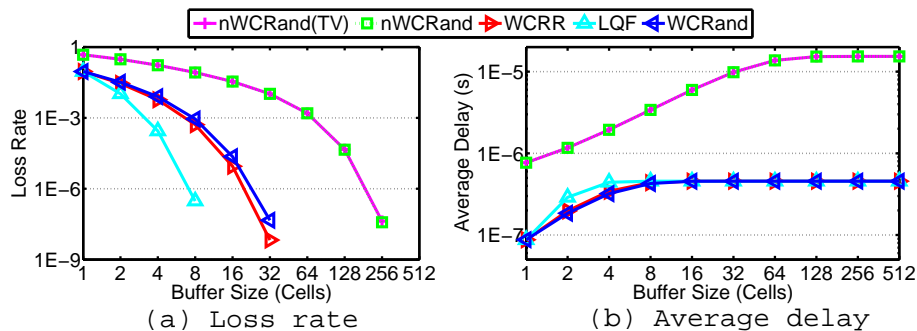 nWCRand(TV) nWCRand WCRR LQF WCRand
1
1E−3
1E−6
1E−9
Loss Rate
1 2 4 8 16 32 64 128 256 512
Buffer Size (Cells)
(a) Loss rate
1E−5
1E−6
1E−7
Average Delay (s)
1 2 4 8 16 32 64 128 256 512
Buffer Size (Cells)
(b) Average delay